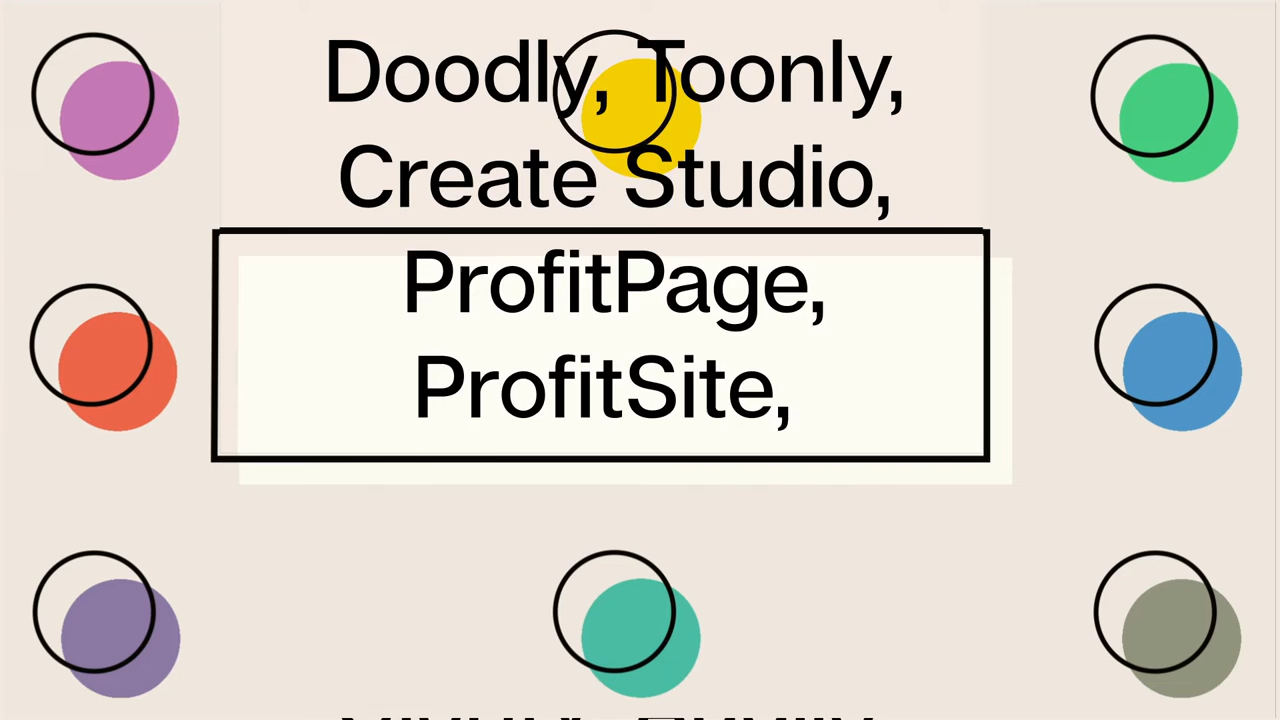 Doodly, Toonly,
Create Studio,
ProfitPage,
ProfitSite,